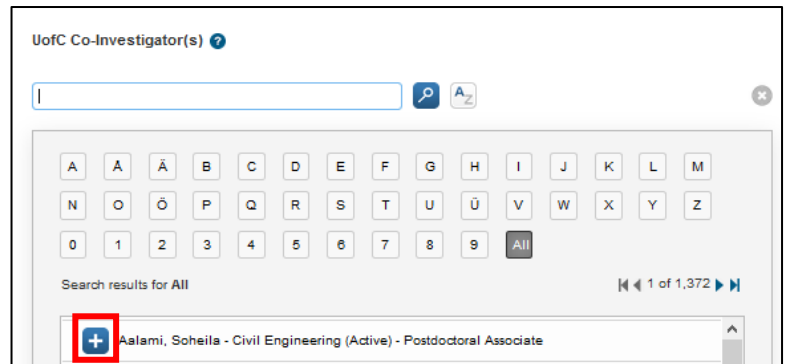 UofC Co-Investigator(s) ?
A Z
A Å Ä B C D E F G H I J K L M
N O Ö P Q R S T U Ü V W X Y Z
0 1 2 3 4 5 6 7 8 9 All
Search results for All 1 of 1,372
Aalami, Soheila - Civil Engineering (Active) - Postdoctoral Associate